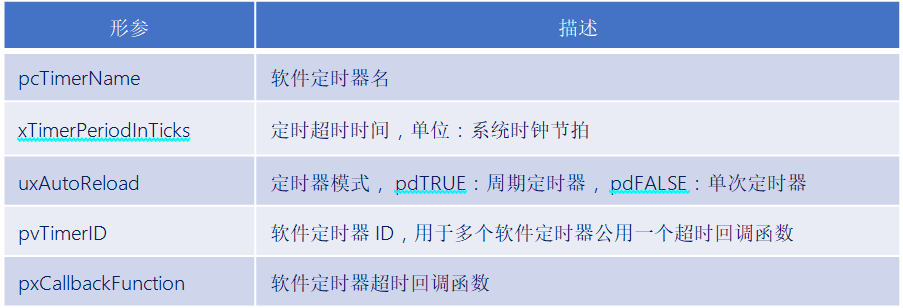 形参 描述
pcTimerName 软件定时器名
xTimerPeriodInTicks 定时超时时间，单位：系统时钟节拍
uxAutoReload 定时器模式，pdTRUE：周期定时器，pdFALSE：单次定时器
pvTimerID 软件定时器 ID，用于多个软件定时器公用一个超时回调函数
pxCallbackFunction 软件定时器超时回调函数